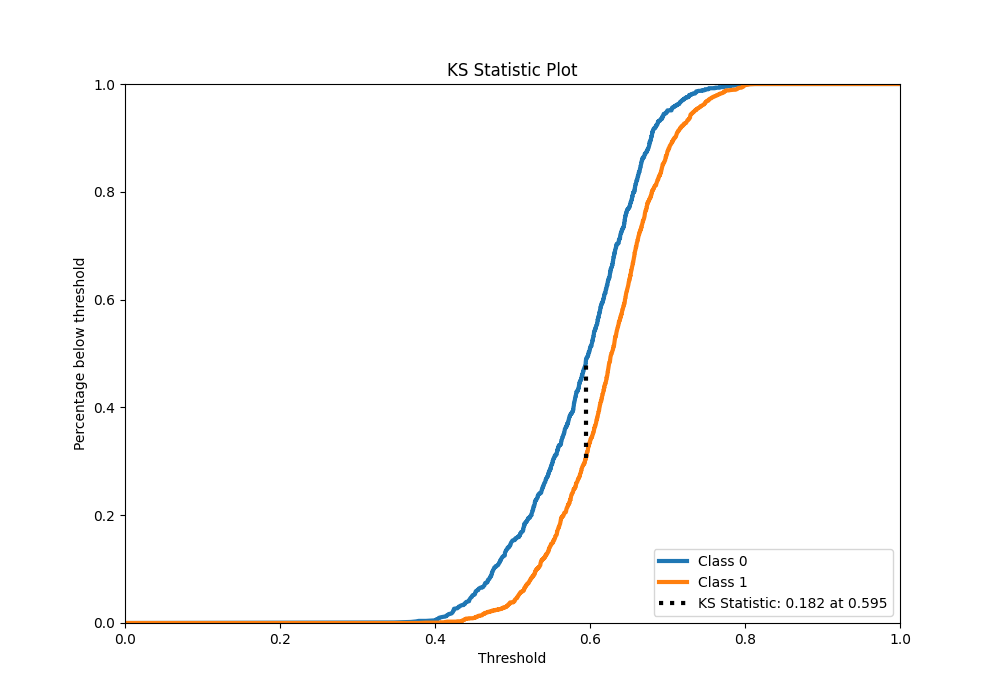 KS Statistic Plot
1.0
0.8
0.6
0.4
0.2
0.0
Percentage below threshold
0.0 0.2 0.4 0.6 0.8 1.0
Threshold
Class 0
Class 1
KS Statistic: 0.182 at 0.595